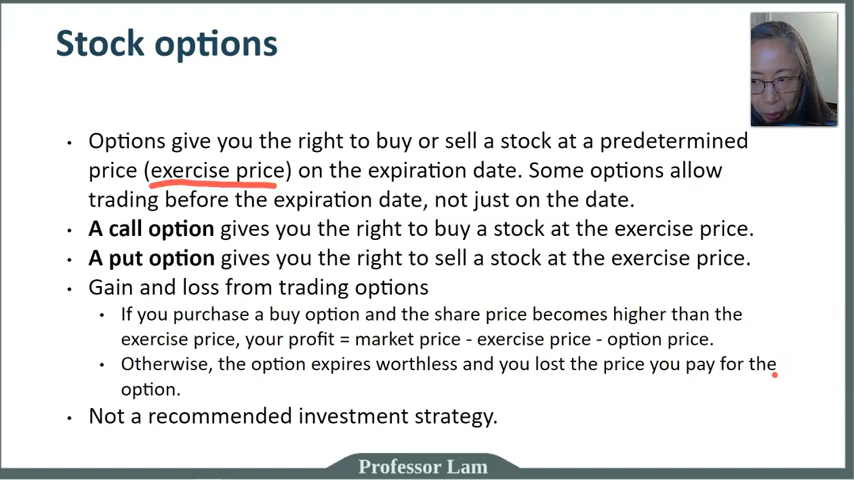 Stock options
• Options give you the right to buy or sell a stock at a predetermined
price (exercise price) on the expiration date. Some options allow
trading before the expiration date, not just on the date.
• A call option gives you the right to buy a stock at the exercise price.
• A put option gives you the right to sell a stock at the exercise price.
• Gain and loss from trading options
• If you purchase a buy option and the share price becomes higher than the
exercise price, your profit = market price - exercise price - option price.
• Otherwise, the option expires worthless and you lost the price you pay for the
option.
• Not a recommended investment strategy.
Professor Lam